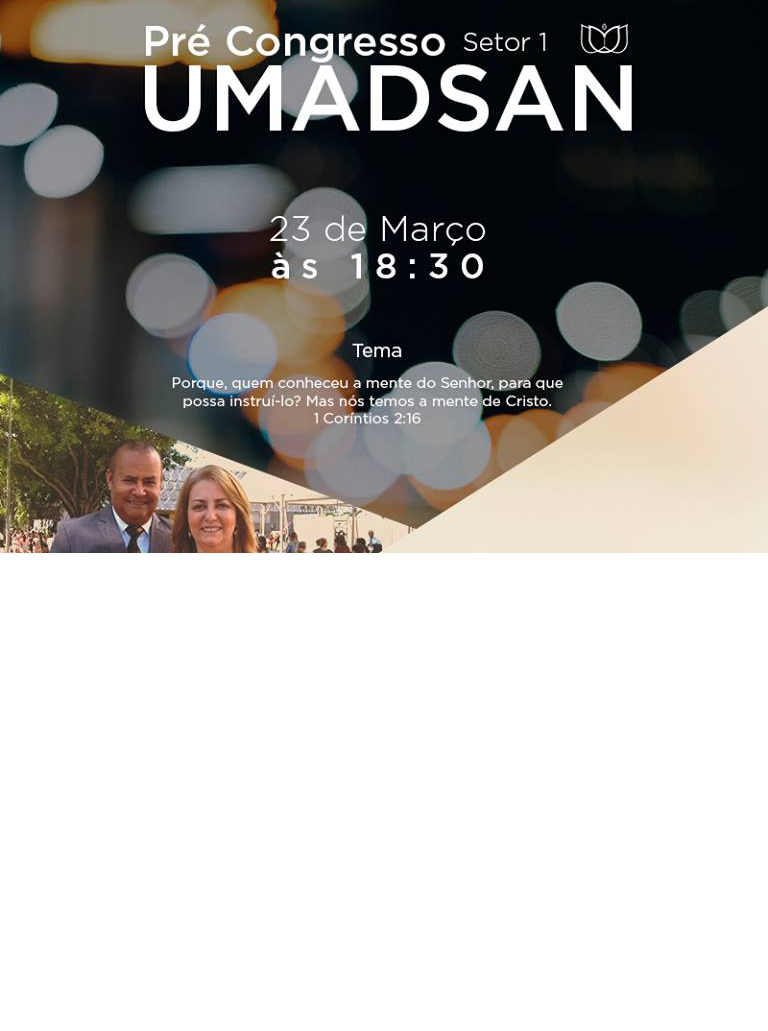 Pré Congresso Setor 1
UMADSAN
23 de Março
às 18:30
Tema
Porque, quem conheceu a mente do Senhor, para que
possa instruí-lo? Mas nós temos a mente de Cristo.
1 Coríntios 2:16